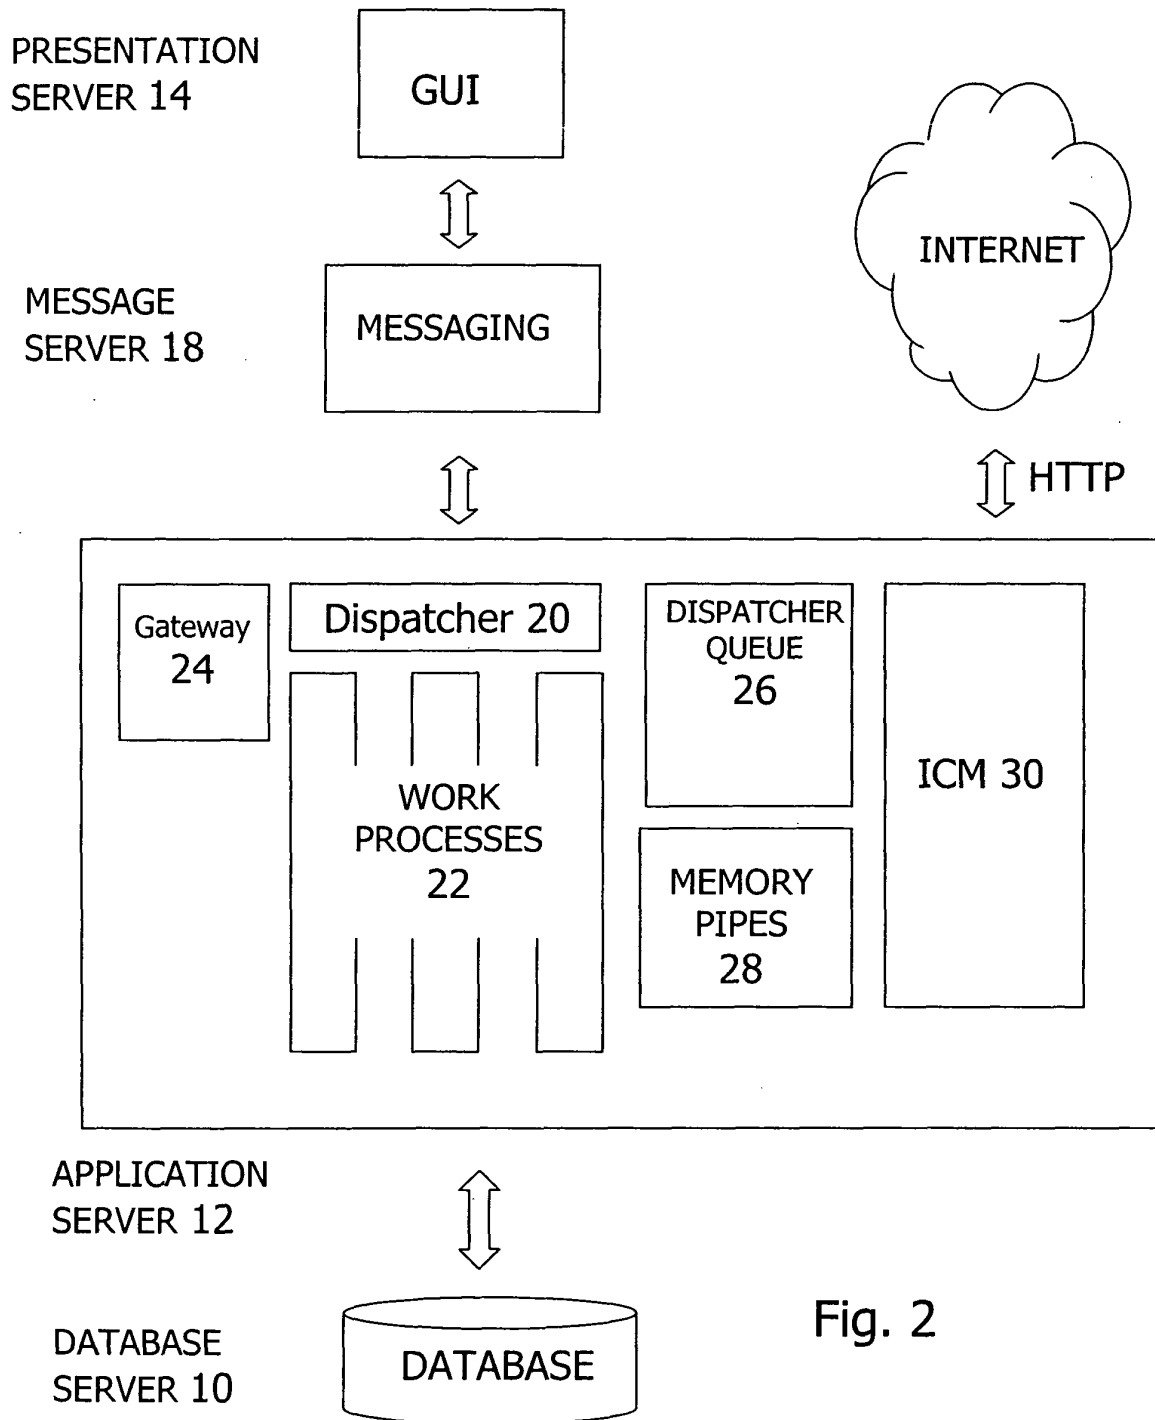 PRESENTATION
SERVER 14
GUI
INTERNET
MESSAGE
SERVER 18
MESSAGING
HTTP
Gateway
24
Dispatcher 20
DISPATCHER
QUEUE
26
ICM 30
WORK
PROCESSES
22
MEMORY
PIPES
28
APPLICATION
SERVER 12
DATABASE
SERVER 10
DATABASE
Fig. 2